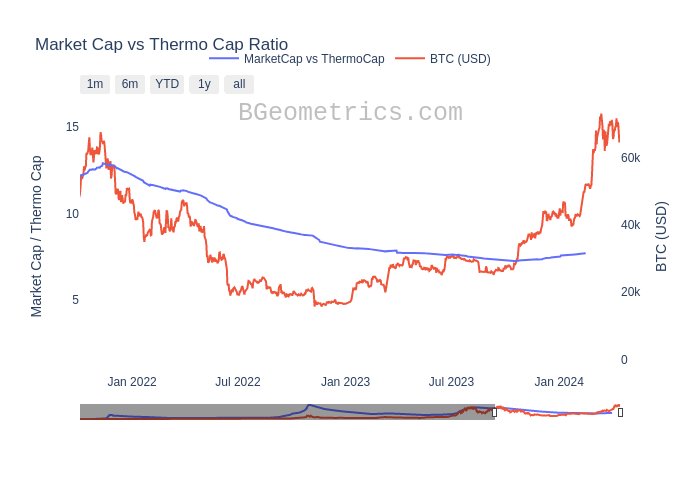 Market Cap vs Thermo Cap Ratio
MarketCap vs ThermoCap
BTC (USD)
1m
6m
YTD
1y
all
BGeometrics.com
15
10
5
Market Cap / Thermo Cap
60k
40k
20k
0
BTC (USD)
Jan 2022
Jul 2022
Jan 2023
Jul 2023
Jan 2024